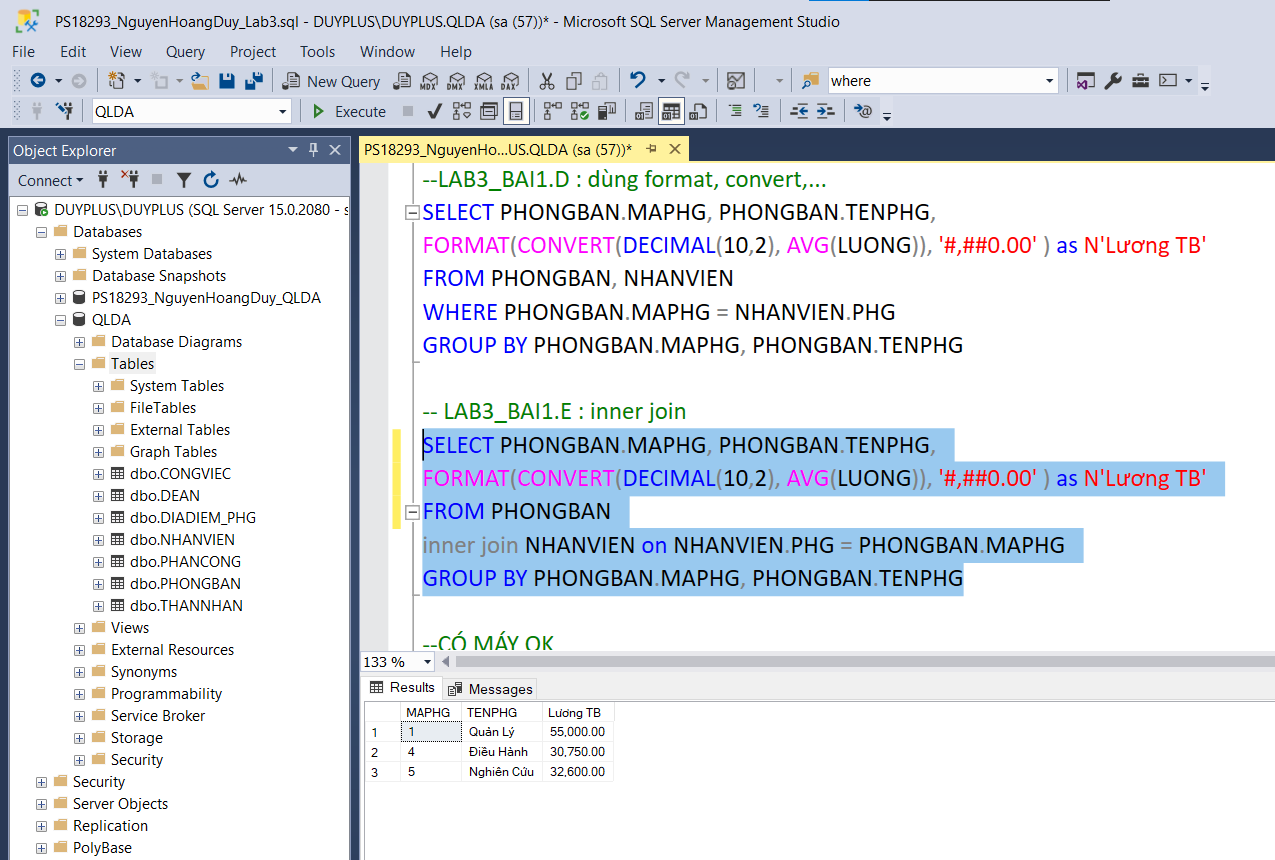 PS18293_NguyenHoangDuy_Lab3.sql - DUYPLUS\DUYPLUS.QLDA (sa (57))* - Microsoft SQL Server Management Studio
File Edit View Query Project Tools Window Help
New Query MDX DMX XMLA DAX where
QLDA Execute
Object Explorer
Connect
DUYPLUS\DUYPLUS (SQL Server 15.0.2080 - s
Databases
System Databases
Database Snapshots
PS18293_NguyenHoangDuy_QLDA
QLDA
Database Diagrams
Tables
System Tables
FileTables
External Tables
Graph Tables
dbo.CONGVIEC
dbo.DEAN
dbo.DIADIEM_PHG
dbo.NHANVIEN
dbo.PHANCONG
dbo.PHONGBAN
dbo.THANNHAN
Views
External Resources
Synonyms
Programmability
Service Broker
Storage
Security
Security
Server Objects
Replication
PolyBase
PS18293_NguyenHo...US.QLDA (sa (57))*
--LAB3_BAI1.D : dùng format, convert,...
SELECT PHONGBAN.MAPHG, PHONGBAN.TENPHG,
FORMAT(CONVERT(DECIMAL(10,2), AVG(LUONG)), '#,##0.00' ) as N'Lương TB'
FROM PHONGBAN, NHANVIEN
WHERE PHONGBAN.MAPHG = NHANVIEN.PHG
GROUP BY PHONGBAN.MAPHG, PHONGBAN.TENPHG
-- LAB3_BAI1.E : inner join
SELECT PHONGBAN.MAPHG, PHONGBAN.TENPHG,
FORMAT(CONVERT(DECIMAL(10,2), AVG(LUONG)), '#,##0.00' ) as N'Lương TB'
FROM PHONGBAN
inner join NHANVIEN on NHANVIEN.PHG = PHONGBAN.MAPHG
GROUP BY PHONGBAN.MAPHG, PHONGBAN.TENPHG
--CÓ MÁY OK
133 %
Results Messages
MAPHG TENPHG Lương TB
1 1 Quản Lý 55,000.00
2 4 Điều Hành 30,750.00
3 5 Nghiên Cứu 32,600.00